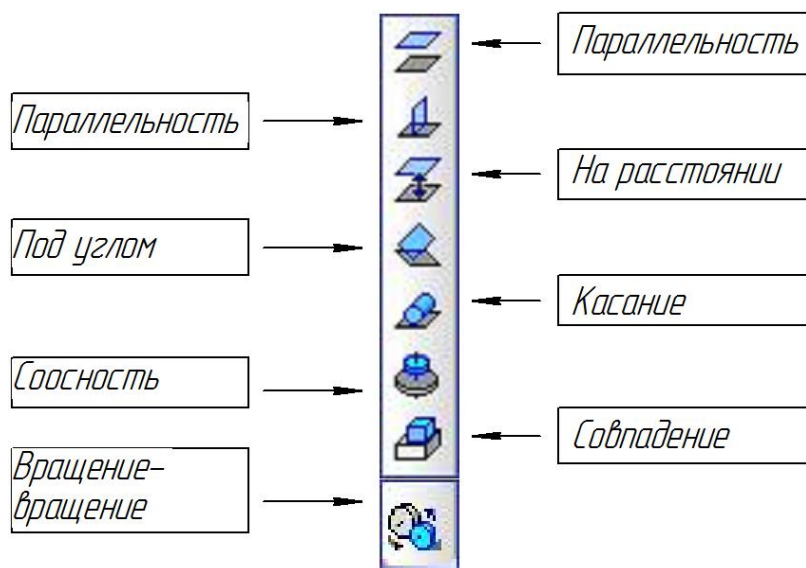 Параллельность
Параллельность
На расстоянии
Под углом
Касание
Соосность
Совпадение
Вращение-
вращение